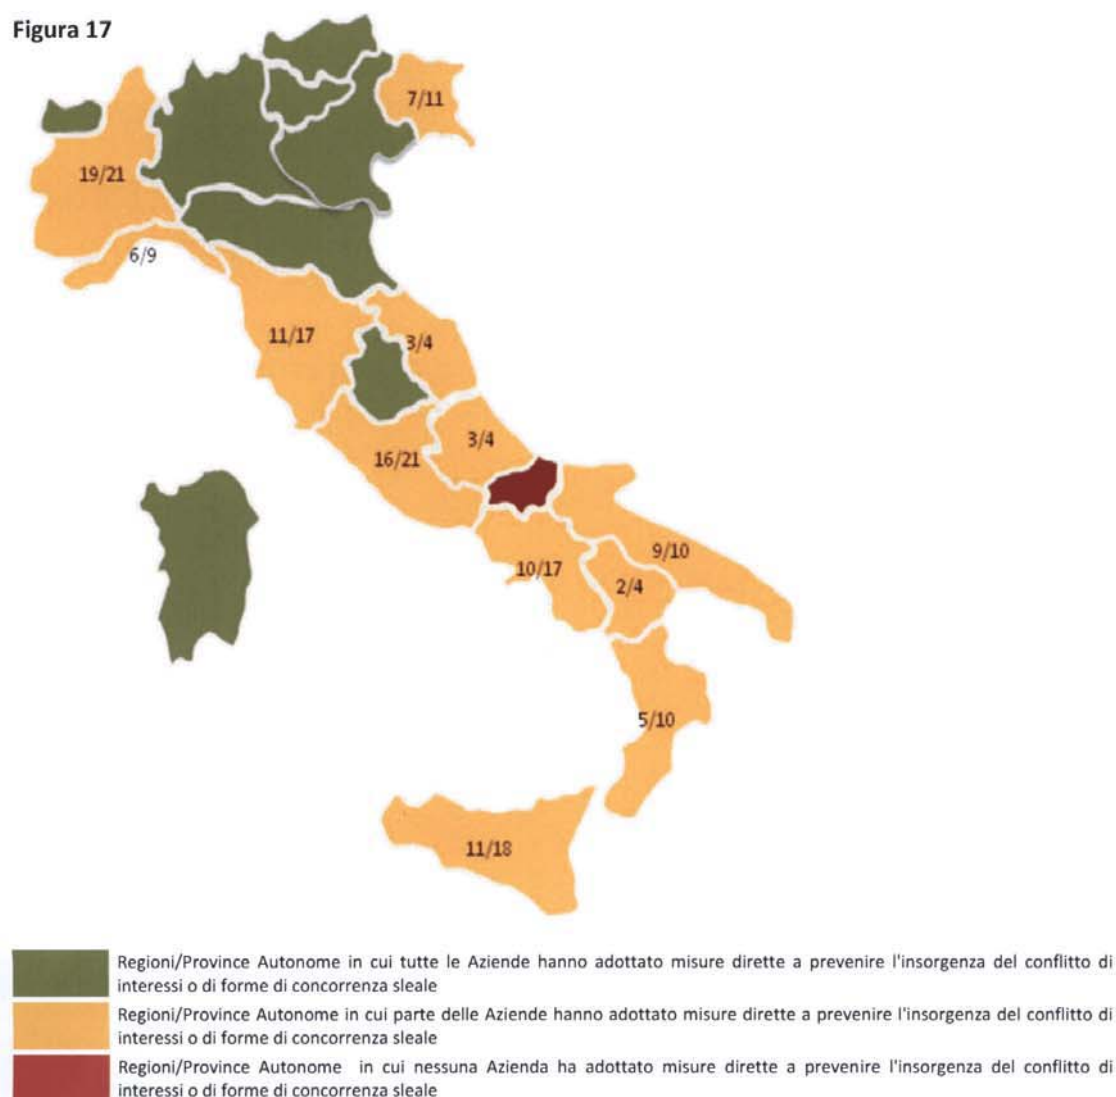 Figura 17
7/11
19/21
6/9
11/17
3/4
3/4
16/21
9/10
10/17
2/4
5/10
11/18
Regioni/Province Autonome in cui tutte le Aziende hanno adottato misure dirette a prevenire l'insorgenza del conflitto di
interessi o di forme di concorrenza sleale
Regioni/Province Autonome in cui parte delle Aziende hanno adottato misure dirette a prevenire l'insorgenza del conflitto di
interessi o di forme di concorrenza sleale
Regioni/Province Autonome in cui nessuna Azienda ha adottato misure dirette a prevenire l'insorgenza del conflitto di
interessi o di forme di concorrenza sleale